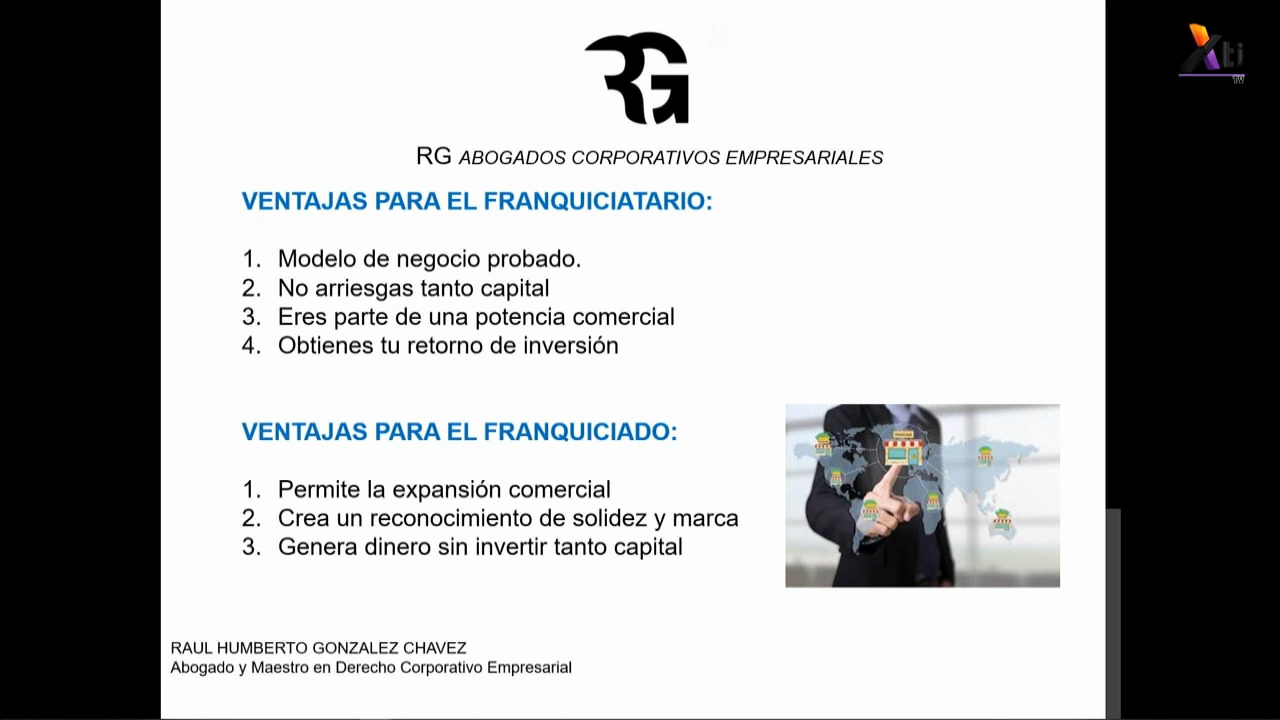 Xti
TV
RG
RG ABOGADOS CORPORATIVOS EMPRESARIALES
VENTAJAS PARA EL FRANQUICIATARIO:
1. Modelo de negocio probado.
2. No arriesgas tanto capital
3. Eres parte de una potencia comercial
4. Obtienes tu retorno de inversión
VENTAJAS PARA EL FRANQUICIADO:
1. Permite la expansión comercial
2. Crea un reconocimiento de solidez y marca
3. Genera dinero sin invertir tanto capital
RAUL HUMBERTO GONZALEZ CHAVEZ
Abogado y Maestro en Derecho Corporativo Empresarial